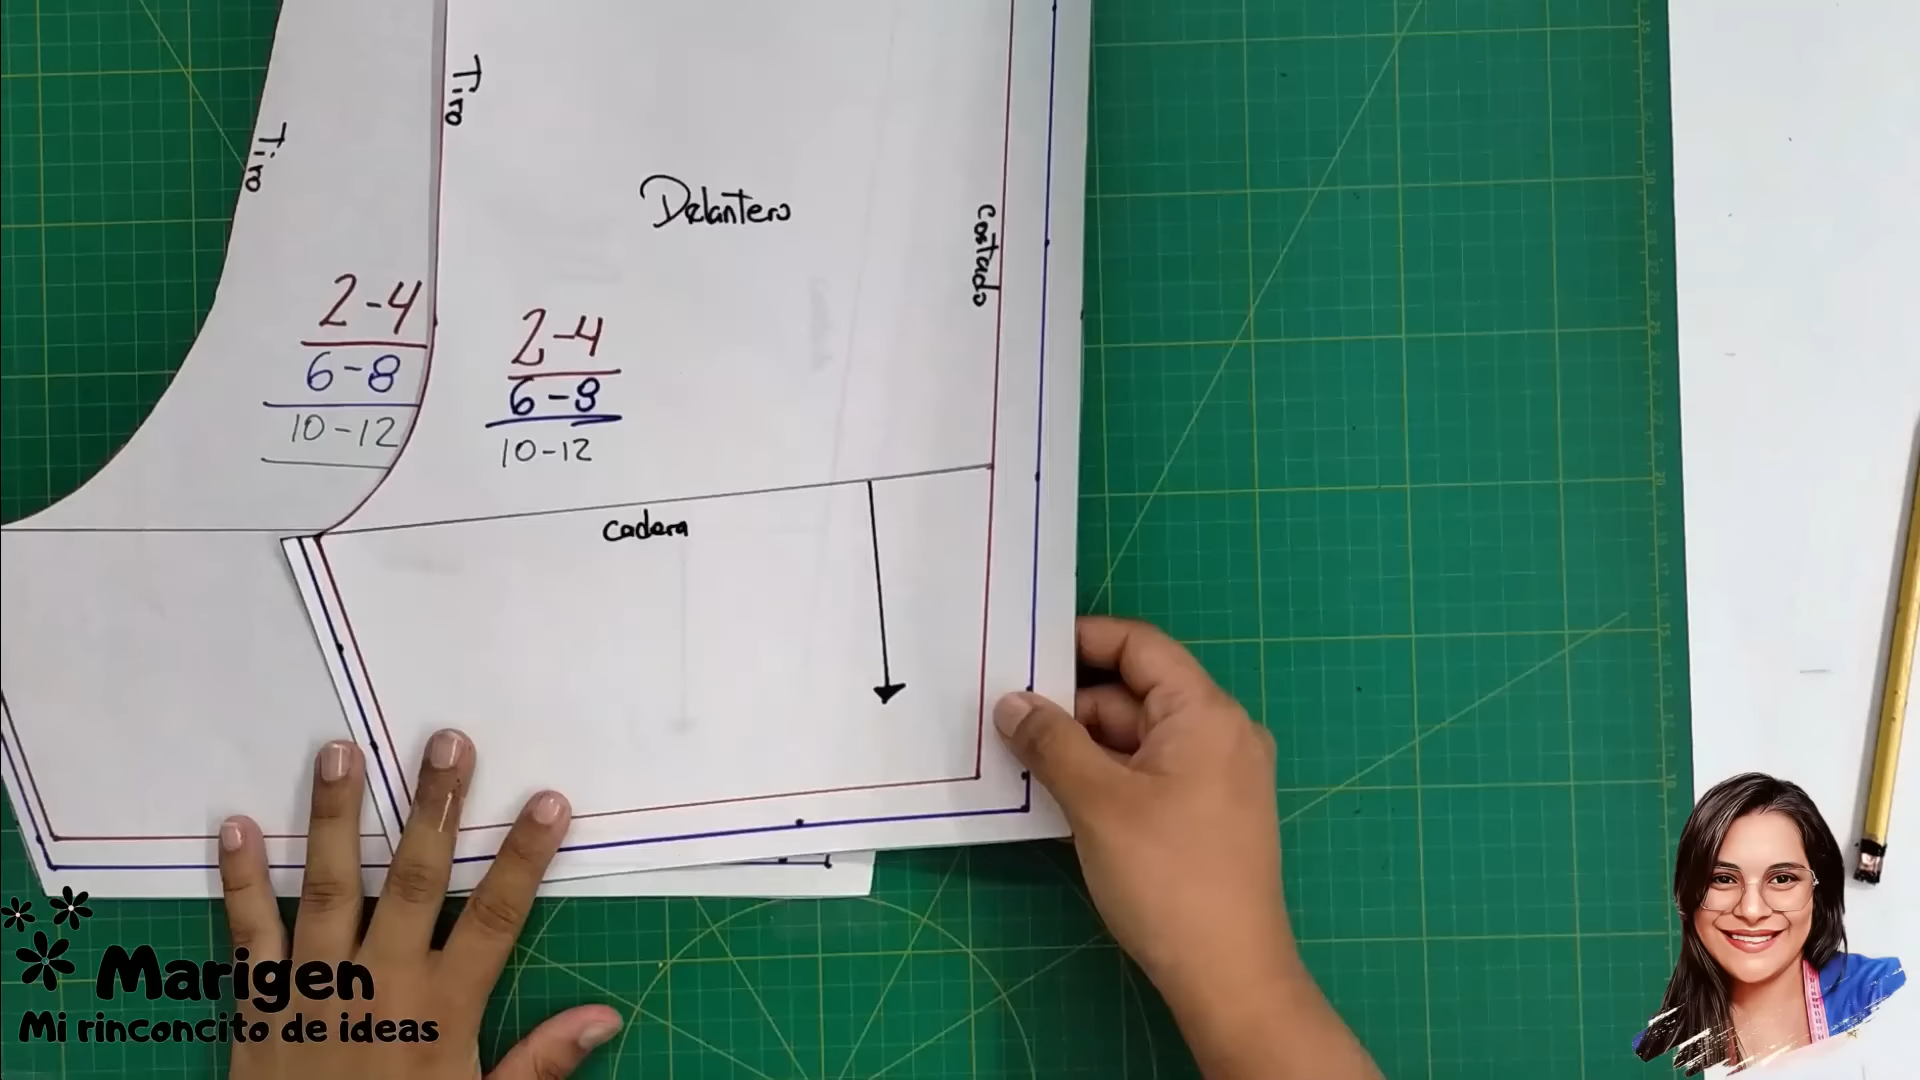 Tiro
Tiro
Delantero
costado
2-4
6-8
10-12
2-4
6-8
10-12
cadera
Marigen
Mi rinconcito de ideas